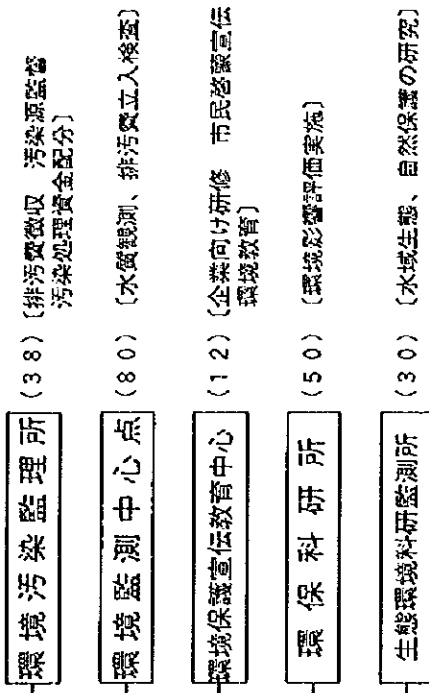 環境汚染監理所 (38) 〔排汚費徴収 汚染源監督
汚染処理資金配分〕
環境監測中心点 (80) 〔水質観測、排汚費立入検査〕
環境保護宣伝教育中心 (12) 〔企業向け研修 市民啓蒙宣伝
環境教育〕
環保科研所 (50) 〔環境影響評価実施〕
生態環境科研監測所 (30) 〔水域生態、自然保護の研究〕